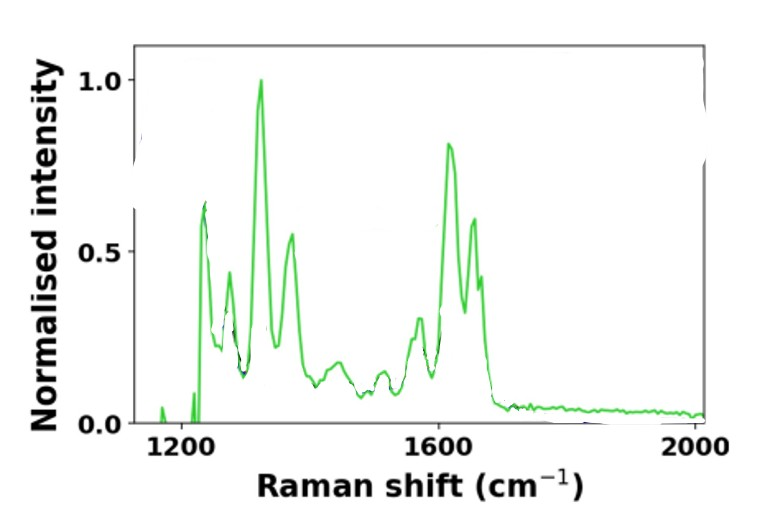 Normalised intensity
1.0
0.5
0.0
1200 1600 2000
Raman shift (cm⁻¹)